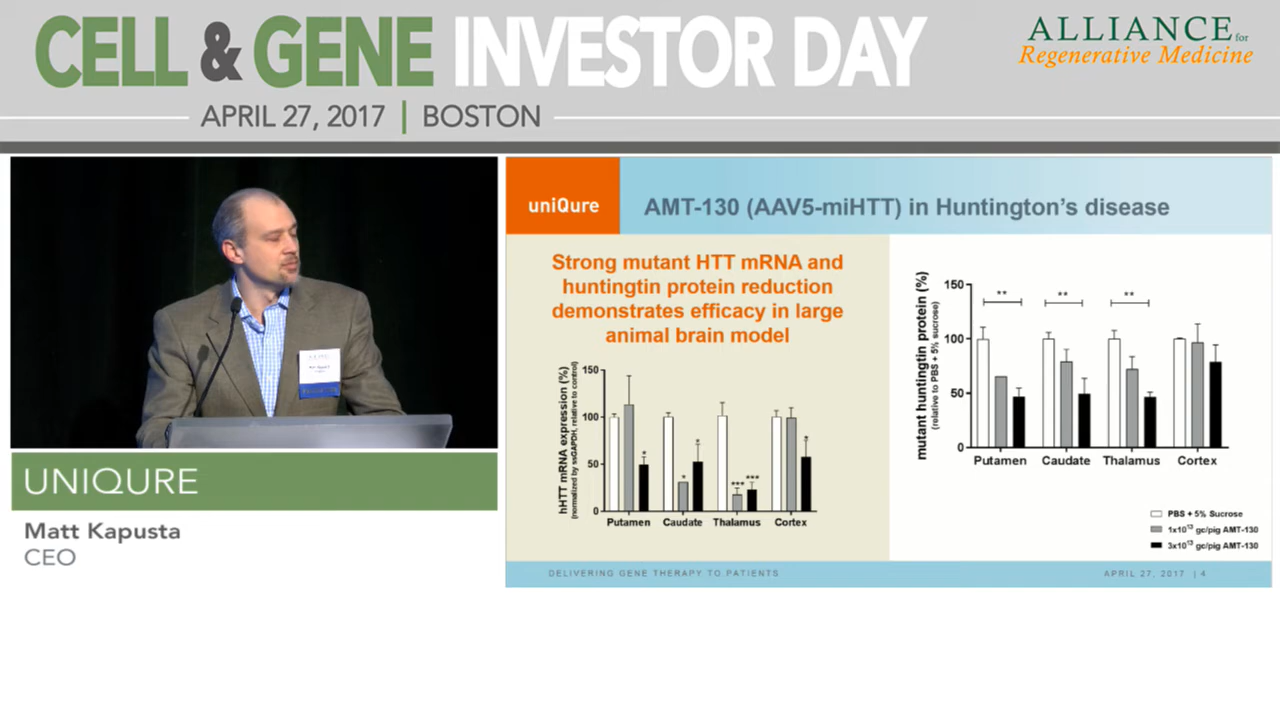 CELL & GENE INVESTOR DAY
APRIL 27, 2017 | BOSTON
ALLIANCE for
Regenerative Medicine
UNIQURE
Matt Kapusta
CEO
uniQure
AMT-130 (AAV5-miHTT) in Huntington's disease
Strong mutant HTT mRNA and
huntingtin protein reduction
demonstrates efficacy in large
animal brain model
hHTT mRNA expression (%)
(normalized by ssGAPDH, relative to control)
150
100
50
0
* * * *** *** *
Putamen Caudate Thalamus Cortex
mutant huntingtin protein (%)
(relative to PBS + 5% sucrose)
150
100
50
0
** ** **
Putamen Caudate Thalamus Cortex
PBS + 5% Sucrose
1x10¹³ gc/pig AMT-130
3x10¹³ gc/pig AMT-130
DELIVERING GENE THERAPY TO PATIENTS
APRIL 27, 2017 | 4